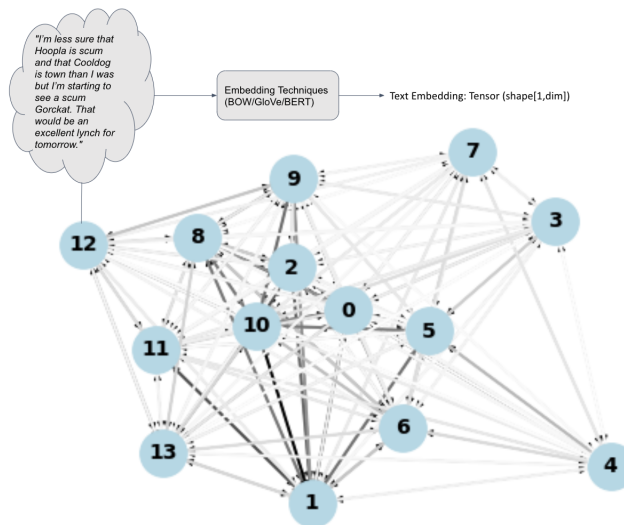 "I'm less sure that
Hoopla is scum
and that Cooldog
is town than I was
but I'm starting to
see a scum
Gorckat. That
would be an
excellent lynch for
tomorrow."
Embedding Techniques
(BOW/GloVe/BERT)
Text Embedding: Tensor (shape[1,dim])
7
9
3
12
8
2
0
10
5
11
6
13
4
1